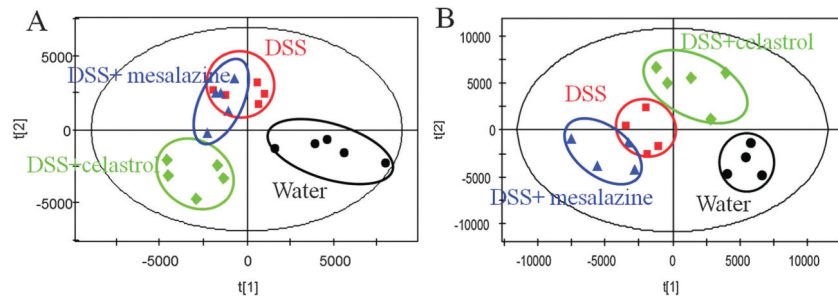 A
t[2]
5000
0
-5000
-5000
0
5000
t[1]
DSS
DSS+ mesalazine
DSS+celastrol
Water
B
t[2]
10000
5000
0
-5000
-10000
-10000
-5000
0
5000
10000
t[1]
DSS+celastrol
DSS
DSS+ mesalazine
Water